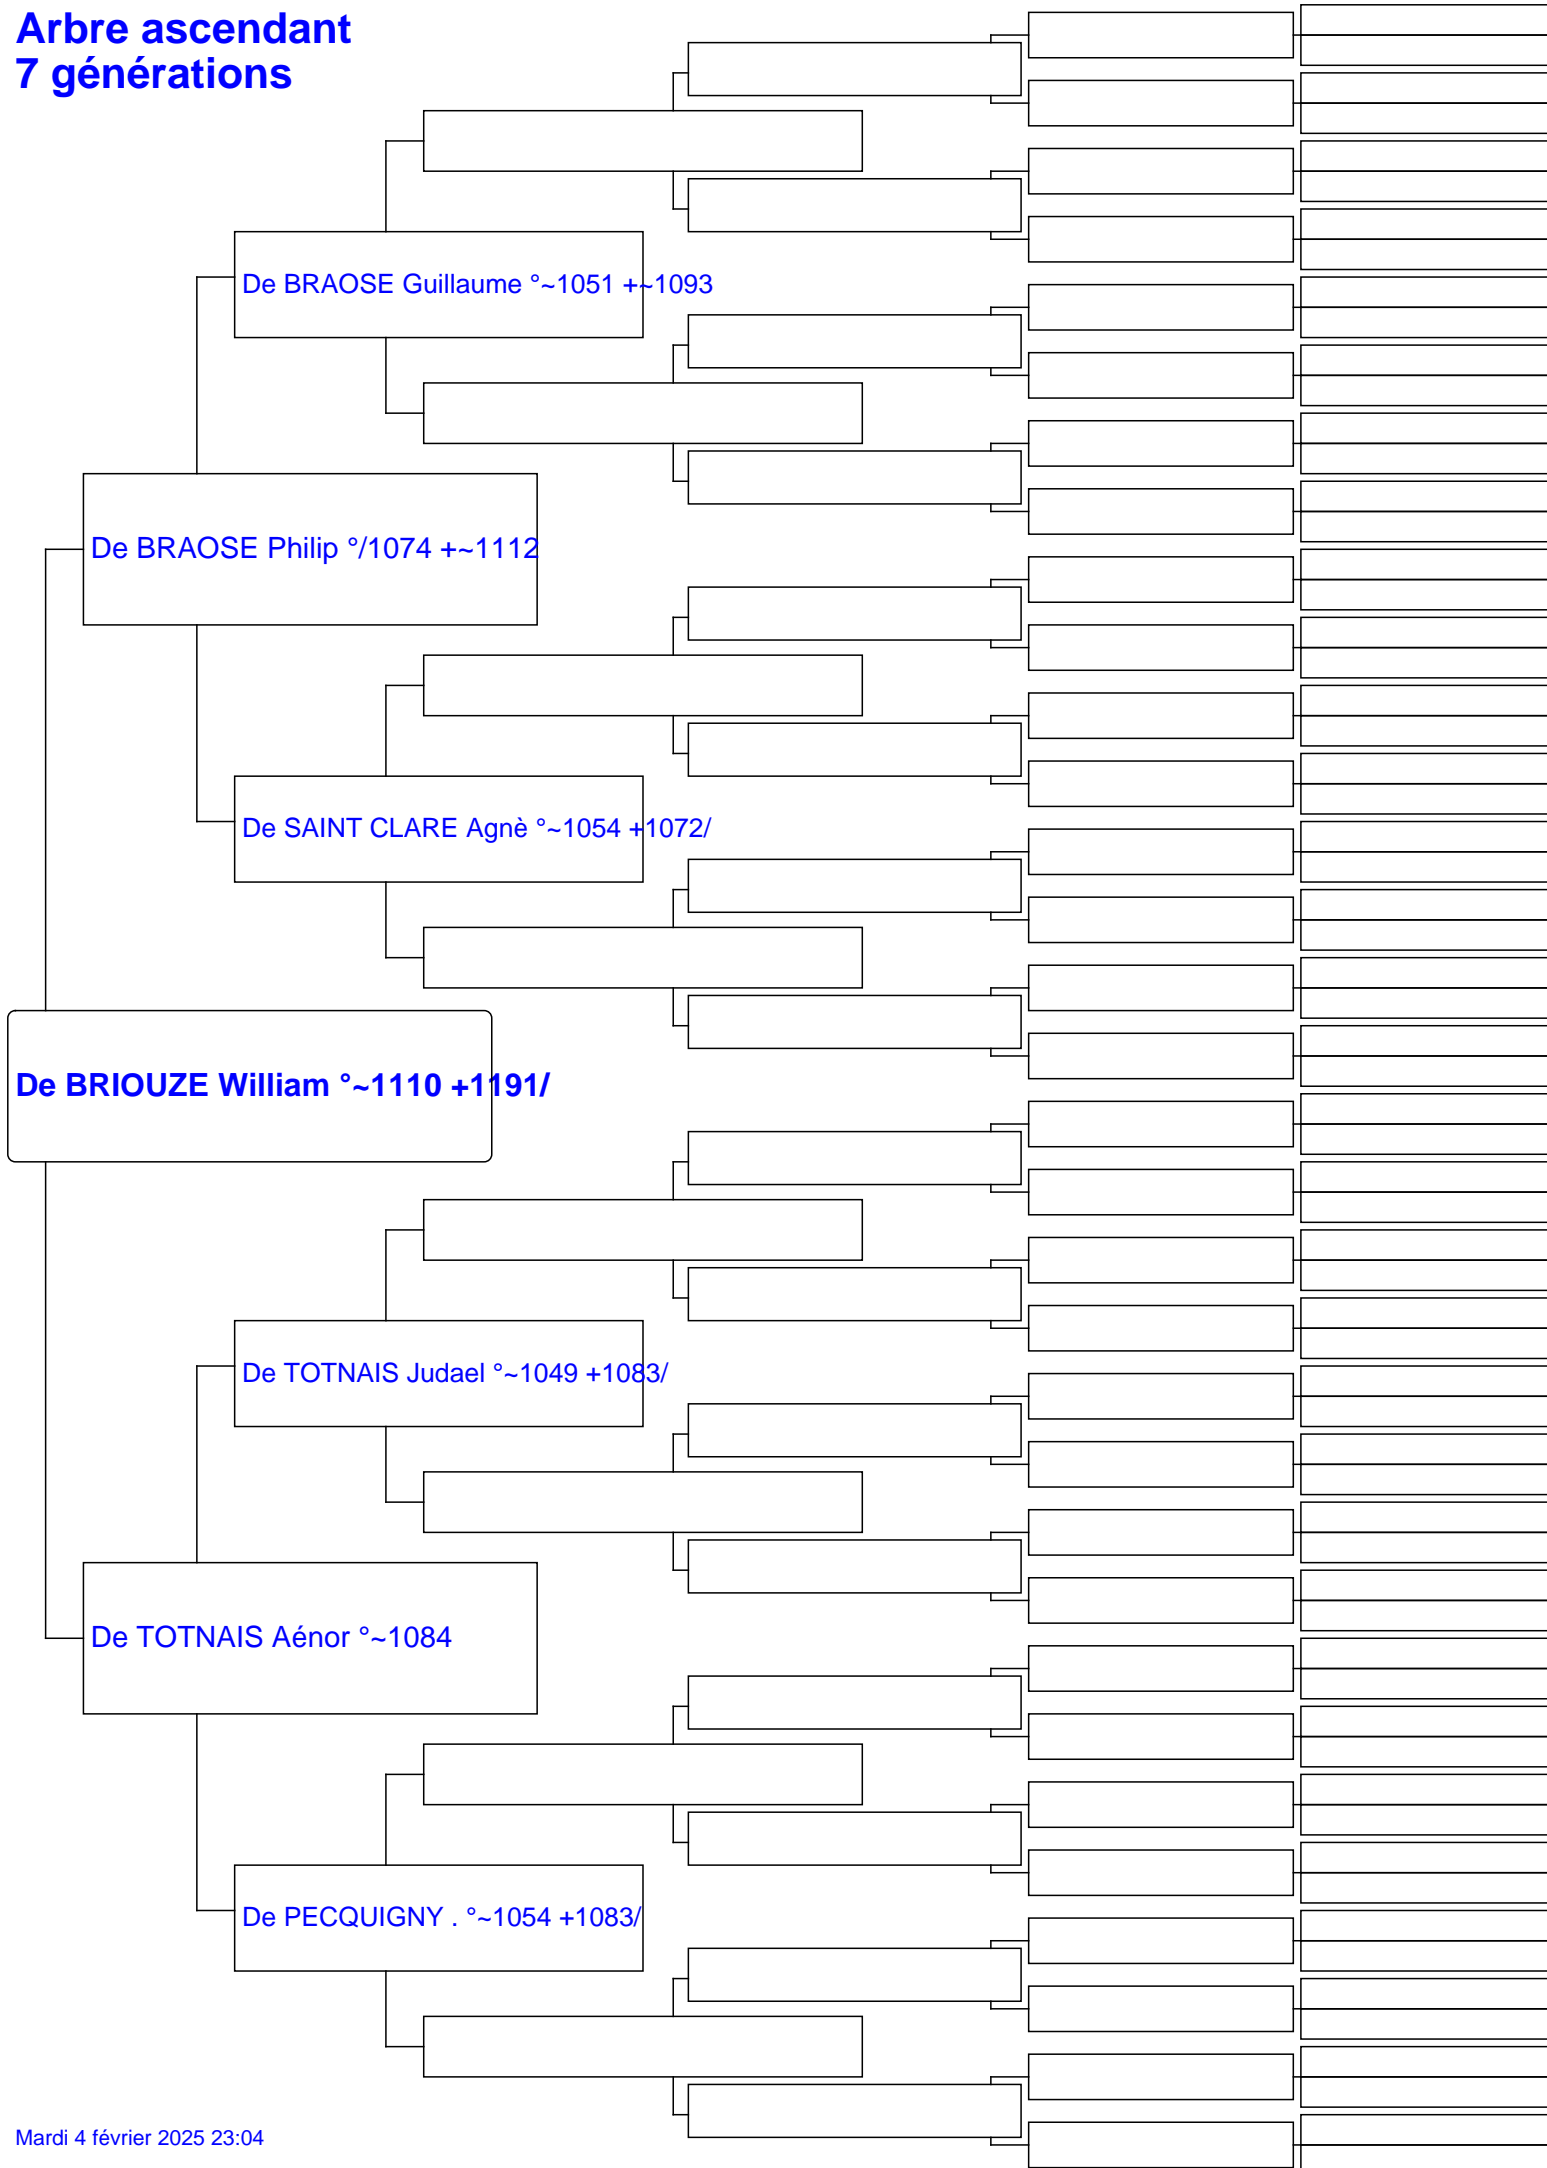 Arbre ascendant
7 générations
De BRAOSE Guillaume °~1051 +~1093
De BRAOSE Philip °/1074 +~1112
De SAINT CLARE Agnè °~1054 +1072/
De BRIOUZE William °~1110 +1191/
De TOTNAIS Judael °~1049 +1083/
De TOTNAIS Aénor °~1084
De PECQUIGNY . °~1054 +1083/
Mardi 4 février 2025 23:04